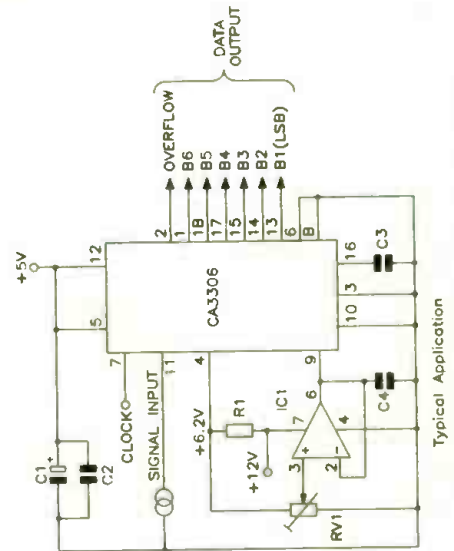 +5V
C1 +
C2
5
12
7
CLOCK
SIGNAL INPUT
11
4
+6.2V
R1
+12V
IC1
3
+
2
-
7
6
4
9
RV1
C4
CA3306
2
OVERFLOW
1
B6
18
B5
17
B4
15
B3
14
B2
13
B1(LSB)
6
8
DATA
OUTPUT
10
3
16
C3
Typical Application